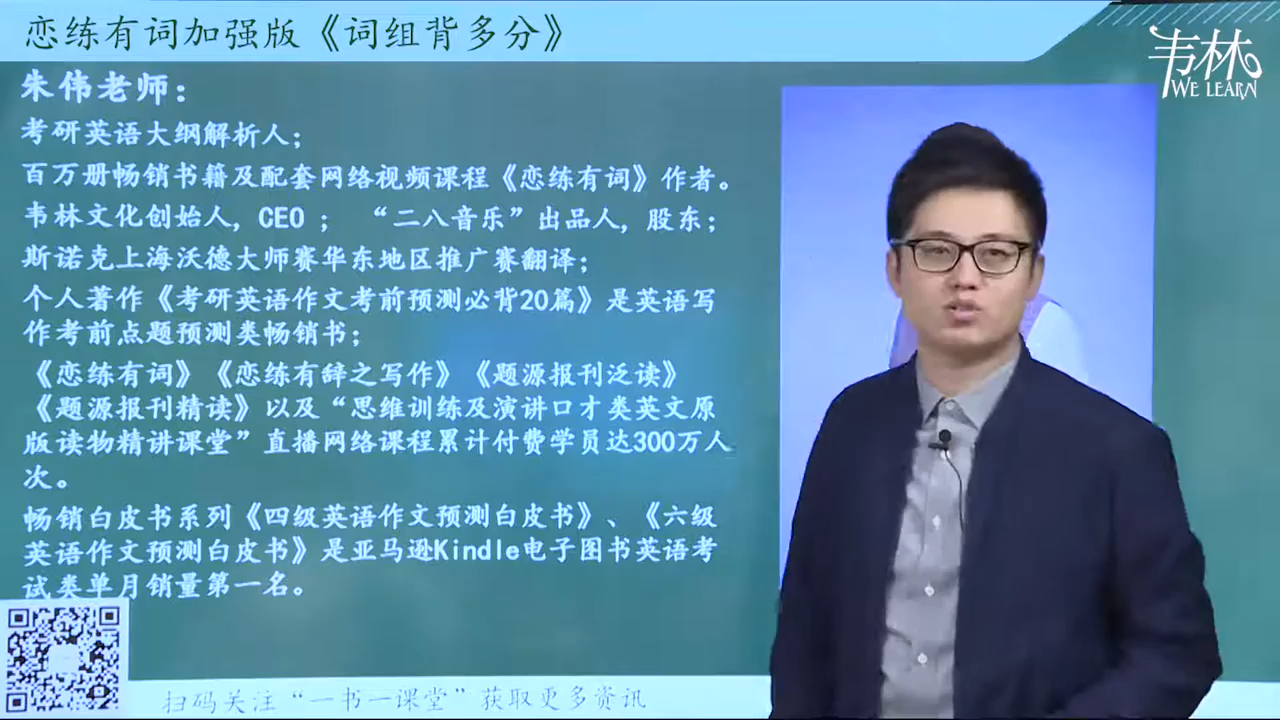 恋练有词加强版《词组背多分》
韦林
WE LEARN
朱伟老师：
考研英语大纲解析人；
百万册畅销书籍及配套网络视频课程《恋练有词》作者。
韦林文化创始人，CEO ； “二八音乐”出品人，股东；
斯诺克上海沃德大师赛华东地区推广赛翻译；
个人著作《考研英语作文考前预测必背20篇》是英语写
作考前点题预测类畅销书；
《恋练有词》《恋练有辞之写作》《题源报刊泛读》
《题源报刊精读》以及“思维训练及演讲口才类英文原
版读物精讲课堂”直播网络课程累计付费学员达300万人
次。
畅销白皮书系列《四级英语作文预测白皮书》、《六级
英语作文预测白皮书》是亚马逊Kindle电子图书英语考
试类单月销量第一名。
扫码关注“一书一课堂”获取更多资讯